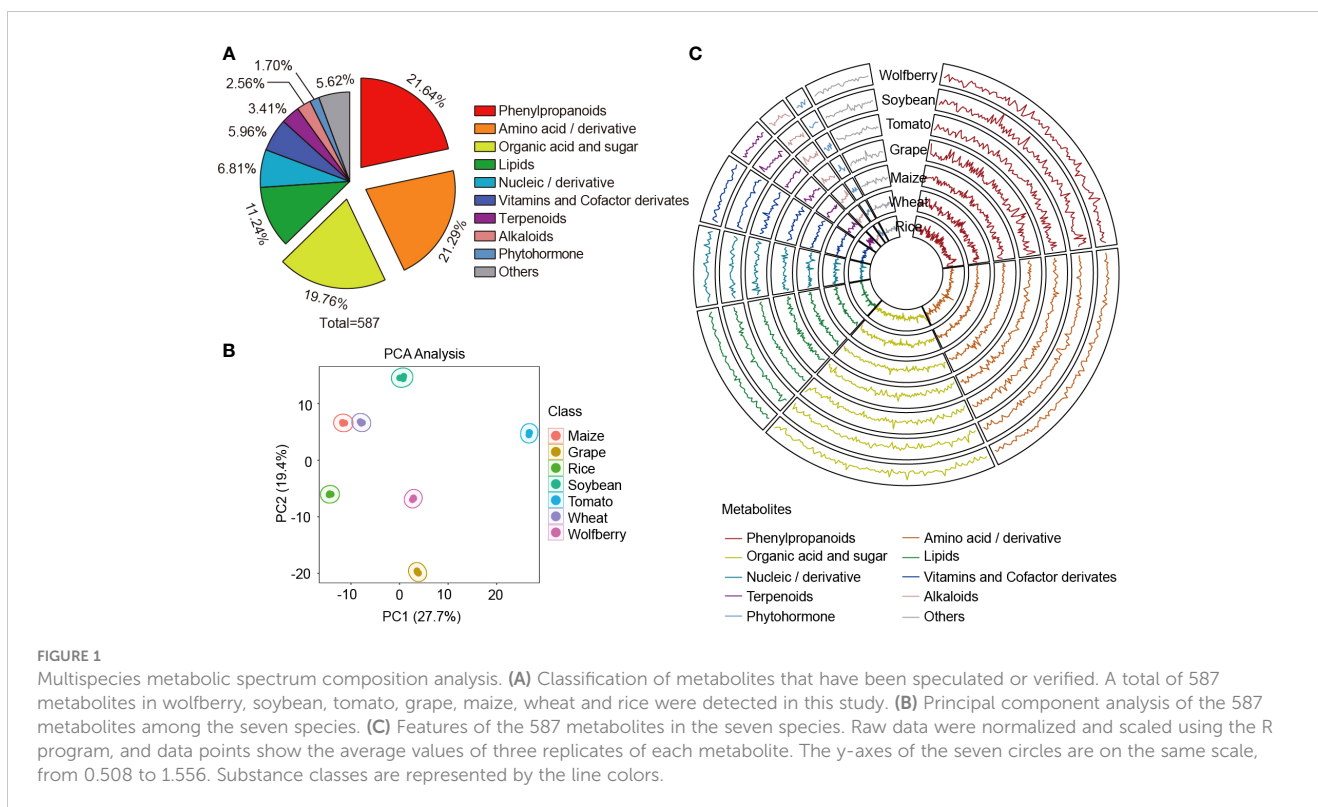 A
1.70%
2.56%
5.62%
21.64%
3.41%
5.96%
6.81%
11.24%
19.76%
21.29%
Total=587
Phenylpropanoids
Amino acid / derivative
Organic acid and sugar
Lipids
Nucleic / derivative
Vitamins and Cofactor derivates
Terpenoids
Alkaloids
Phytohormone
Others
B
PCA Analysis
PC2 (19.4%)
10
0
-10
-20
-10
0
10
20
PC1 (27.7%)
Class
Maize
Grape
Rice
Soybean
Tomato
Wheat
Wolfberry
C
Wolfberry
Soybean
Tomato
Grape
Maize
Wheat
Rice
Metabolites
Phenylpropanoids
Amino acid / derivative
Organic acid and sugar
Lipids
Nucleic / derivative
Vitamins and Cofactor derivates
Terpenoids
Alkaloids
Phytohormone
Others
FIGURE 1
Multispecies metabolic spectrum composition analysis. (A) Classification of metabolites that have been speculated or verified. A total of 587
metabolites in wolfberry, soybean, tomato, grape, maize, wheat and rice were detected in this study. (B) Principal component analysis of the 587
metabolites among the seven species. (C) Features of the 587 metabolites in the seven species. Raw data were normalized and scaled using the R
program, and data points show the average values of three replicates of each metabolite. The y-axes of the seven circles are on the same scale,
from 0.508 to 1.556. Substance classes are represented by the line colors.